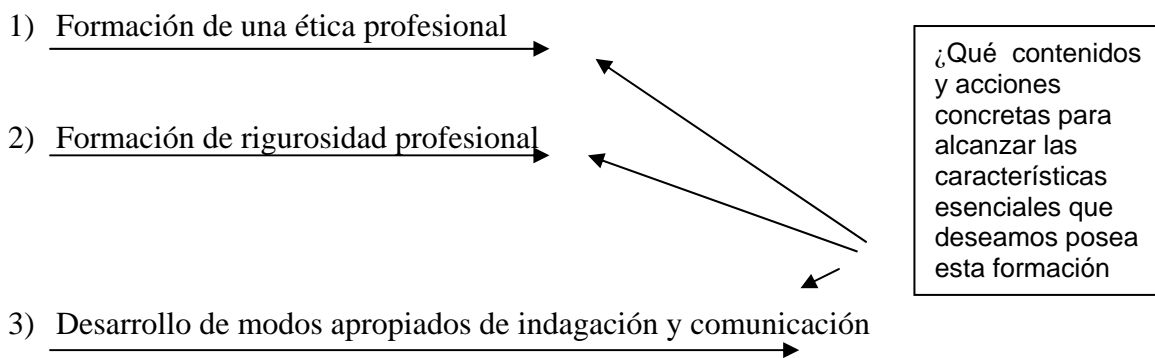 1) Formación de una ética profesional
2) Formación de rigurosidad profesional
3) Desarrollo de modos apropiados de indagación y comunicación
¿Qué contenidos
y acciones
concretas para
alcanzar las
características
esenciales que
deseamos posea
esta formación